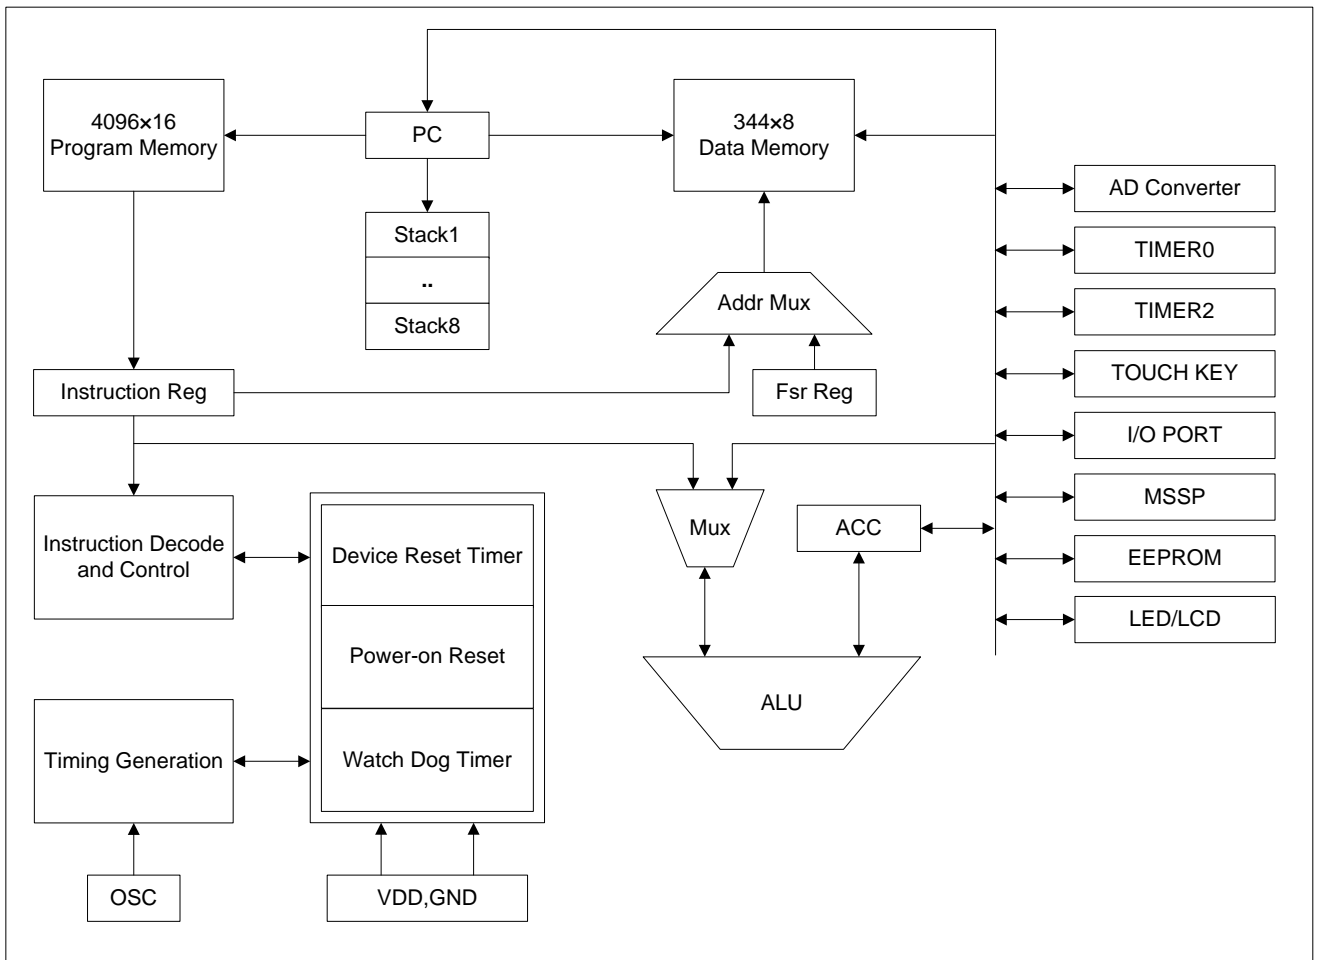 4096×16
Program Memory
PC
344×8
Data Memory
AD Converter
Stack1
..
Stack8
TIMER0
Addr Mux
TIMER2
Instruction Reg
Fsr Reg
TOUCH KEY
I/O PORT
MSSP
Instruction Decode
and Control
Device Reset Timer
Mux
ACC
EEPROM
LED/LCD
Power-on Reset
ALU
Timing Generation
Watch Dog Timer
OSC
VDD,GND